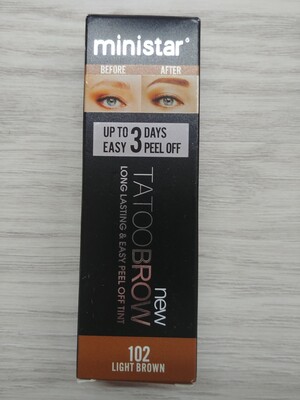 ministar®
BEFORE AFTER
UP TO 3 DAYS
EASY PEEL OFF
new
TATOOBROW
LONG LASTING & EASY PEEL OFF TINT
102
LIGHT BROWN